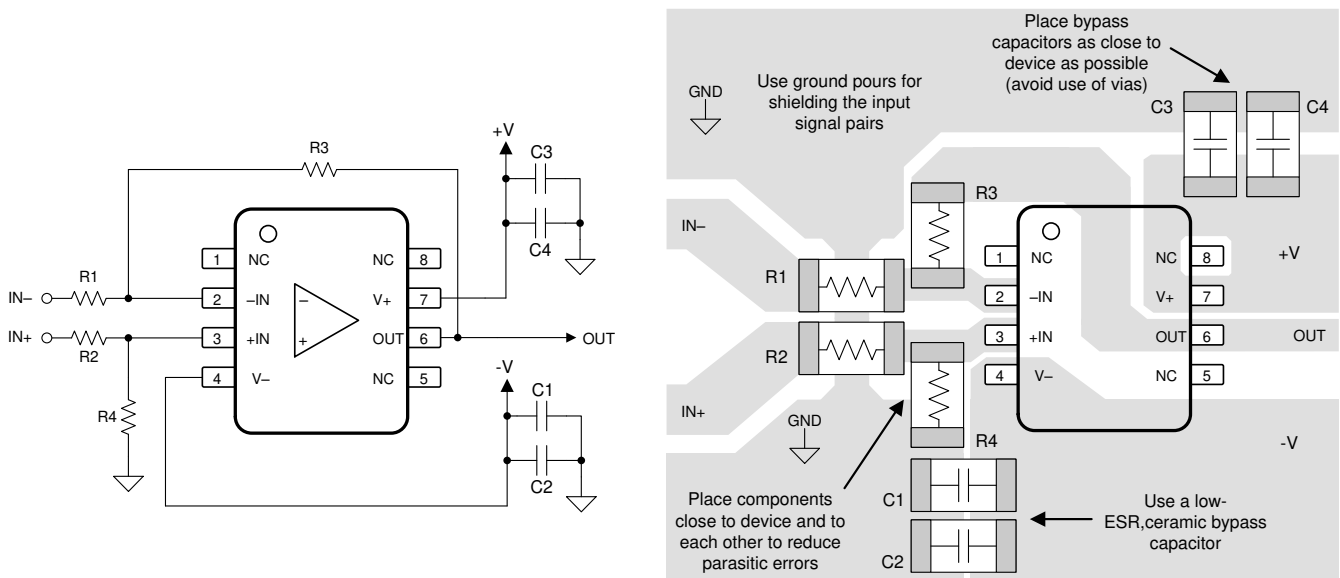 +V
C3
C4
R3
1
NC
NC
8
IN–
R1
2
–IN
V+
7
–
+
IN+
R2
3
+IN
OUT
6
OUT
4
V–
NC
5
R4
-V
C1
C2
GND
Use ground pours for
shielding the input
signal pairs
Place bypass
capacitors as close to
device as possible
(avoid use of vias)
C3
C4
R3
IN–
R1
1
NC
NC
8
+V
2
–IN
V+
7
R2
3
+IN
OUT
6
OUT
4
V–
NC
5
IN+
GND
R4
-V
C1
C2
Place components
close to device and to
each other to reduce
parasitic errors
Use a low-
ESR,ceramic bypass
capacitor